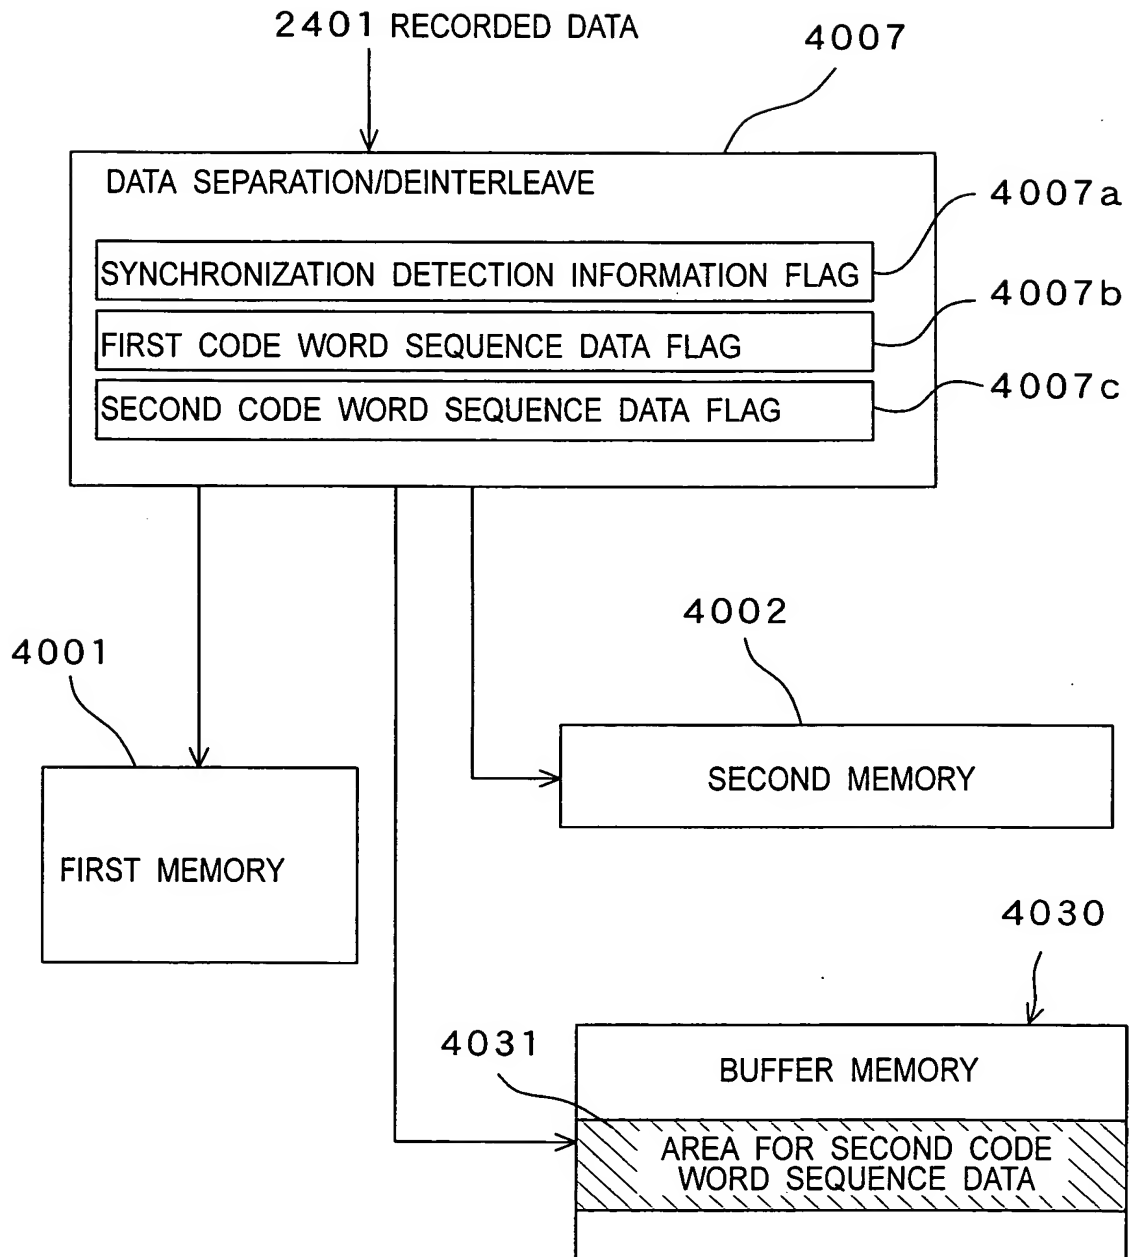 2401 RECORDED DATA
4007
DATA SEPARATION/DEINTERLEAVE
4007a
SYNCHRONIZATION DETECTION INFORMATION FLAG
4007b
FIRST CODE WORD SEQUENCE DATA FLAG
4007c
SECOND CODE WORD SEQUENCE DATA FLAG
4002
4001
SECOND MEMORY
FIRST MEMORY
4030
4031
BUFFER MEMORY
AREA FOR SECOND CODE
WORD SEQUENCE DATA